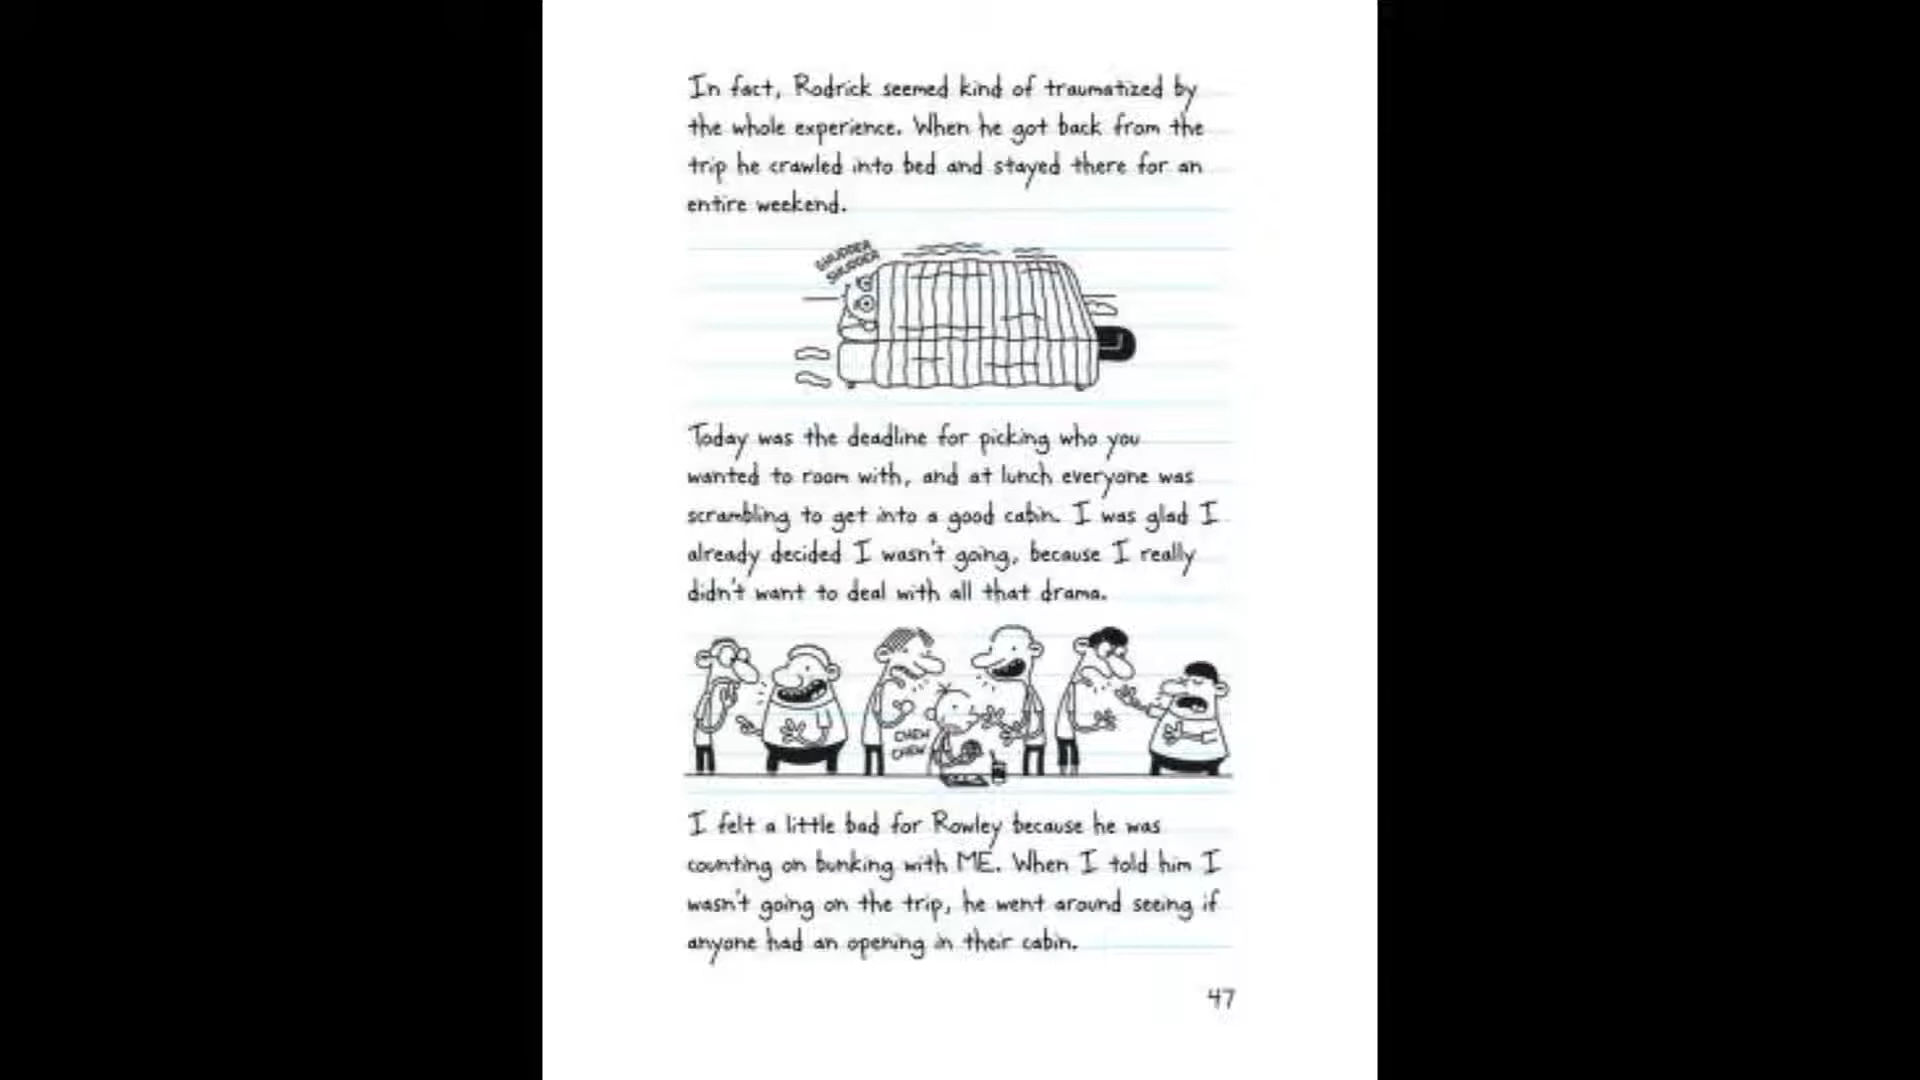 In fact, Rodrick seemed kind of traumatized by
the whole experience. When he got back from the
trip he crawled into bed and stayed there for an
entire weekend.
SHUDDER
SHUDDER
Today was the deadline for picking who you
wanted to room with, and at lunch everyone was
scrambling to get into a good cabin. I was glad I
already decided I wasn't going, because I really
didn't want to deal with all that drama.
CHEW
CHEW
I felt a little bad for Rowley because he was
counting on bunking with ME. When I told him I
wasn't going on the trip, he went around seeing if
anyone had an opening in their cabin.
47